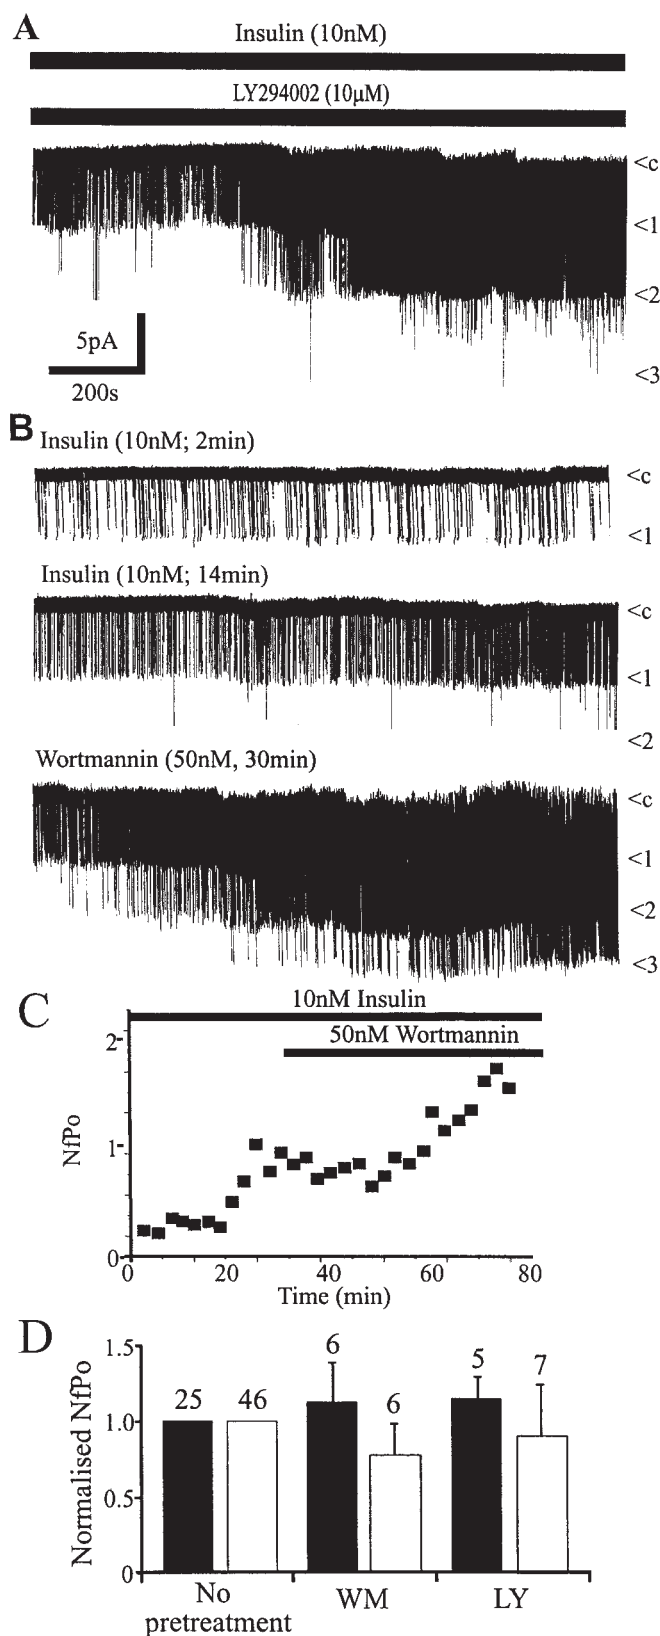 A
Insulin (10nM)
LY294002 (10µM)
<c
<1
<2
<3
5pA
200s
B
Insulin (10nM; 2min)
<c
<1
Insulin (10nM; 14min)
<c
<1
<2
Wortmannin (50nM, 30min)
<c
<1
<2
<3
C
10nM Insulin
50nM Wortmannin
2
1
0
NfPo
0 20 40 60 80
Time (min)
D
1.5
1.0
0.5
0
Normalised NfPo
25 46 6 6 5 7
No pretreatment WM LY